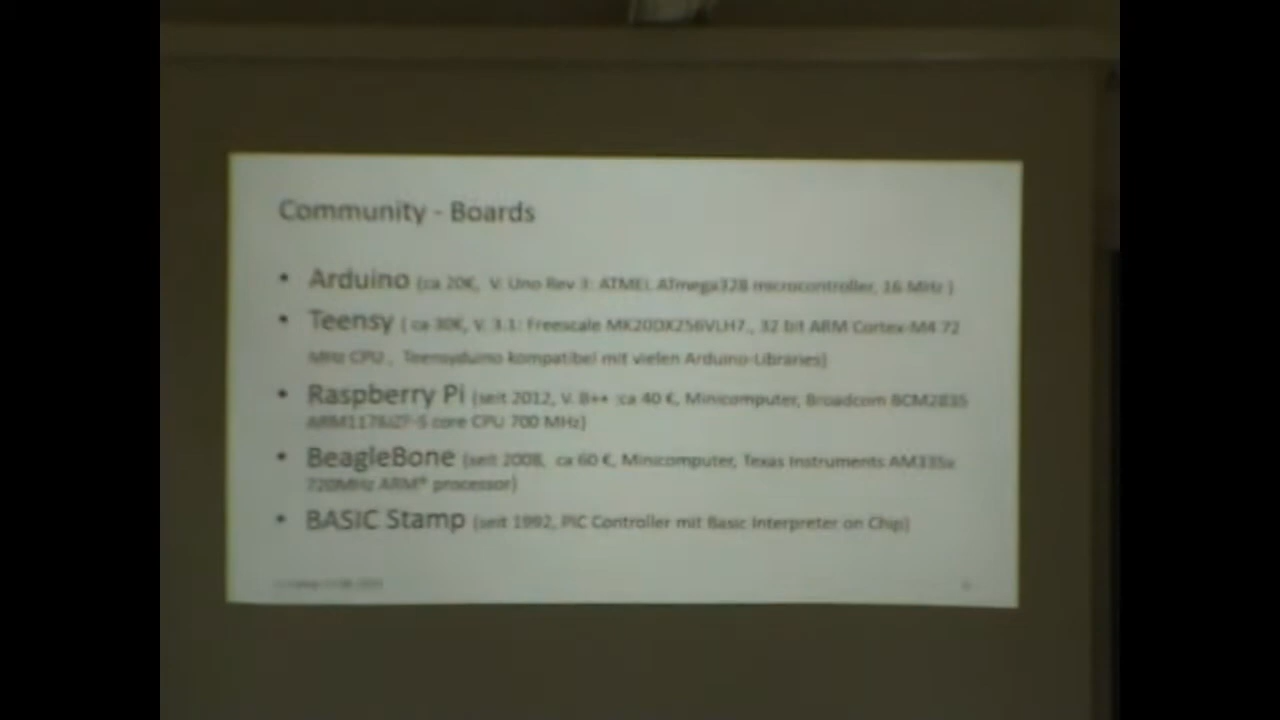 Community - Boards
• Arduino (ca 20€, V. Uno Rev 3: ATMEL ATmega328 microcontroller, 16 MHz )
• Teensy ( ca 30€, V. 3.1: Freescale MK20DX256VLH7 , 32 bit ARM Cortex-M4 72
MHz CPU , Teensyduino kompatibel mit vielen Arduino-Libraries)
• Raspberry Pi (seit 2012, V. B++ ca 40 €, Minicomputer, Broadcom BCM2835
ARM1176JZF-S core CPU 700 MHz)
• BeagleBone (seit 2008, ca 60 €, Minicomputer, Texas Instruments AM335x
720MHz ARM® processor)
• BASIC Stamp (seit 1992, PIC Controller mit Basic Interpreter on Chip)